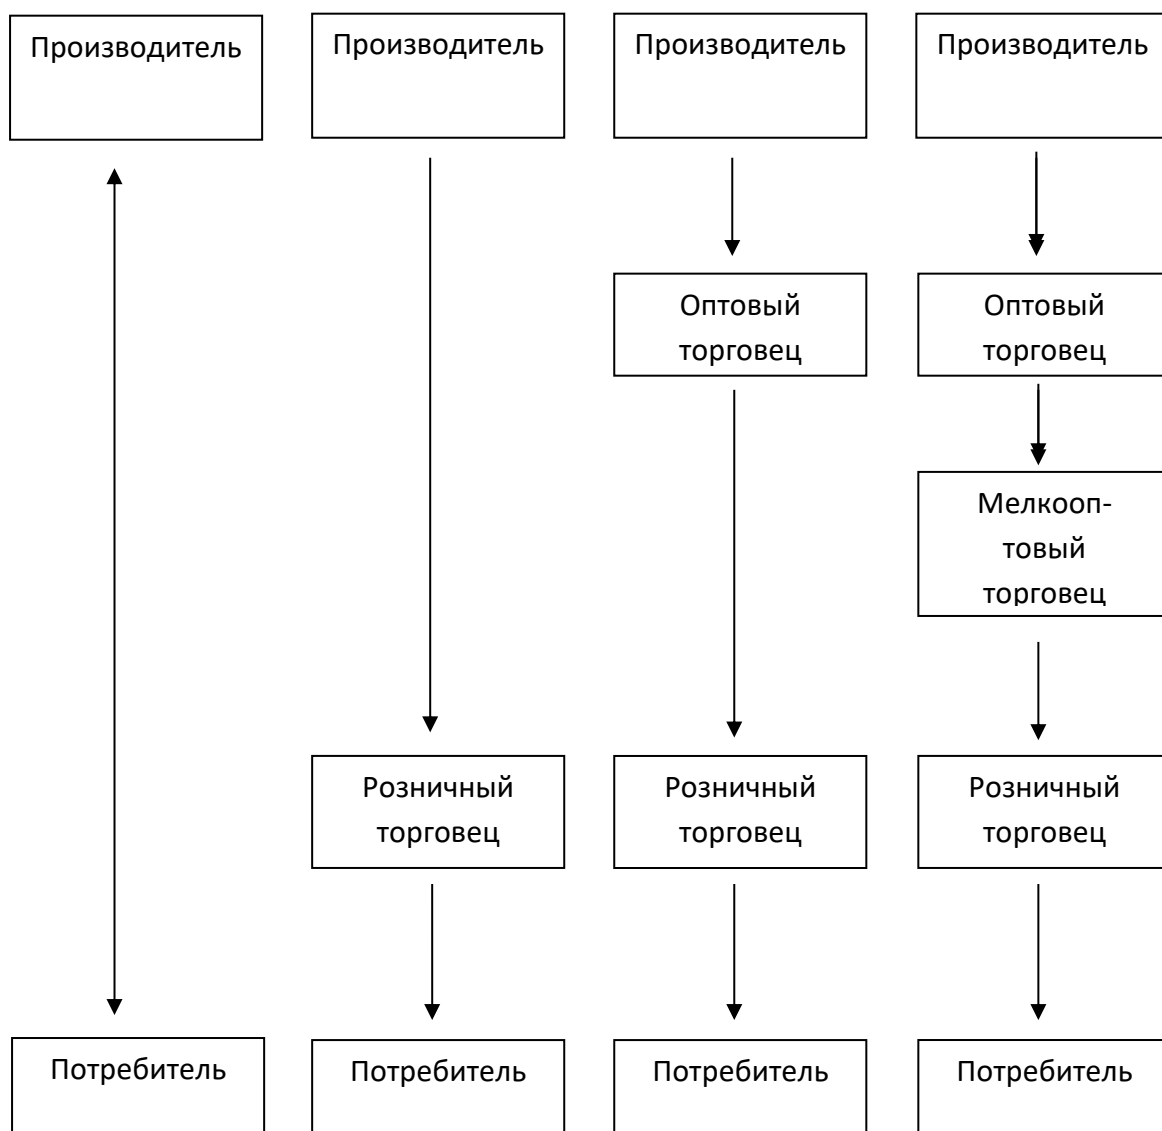 Производитель
Производитель
Производитель
Производитель
Оптовый
торговец
Оптовый
торговец
Мелкооп-
товый
торговец
Розничный
торговец
Розничный
торговец
Розничный
торговец
Потребитель
Потребитель
Потребитель
Потребитель